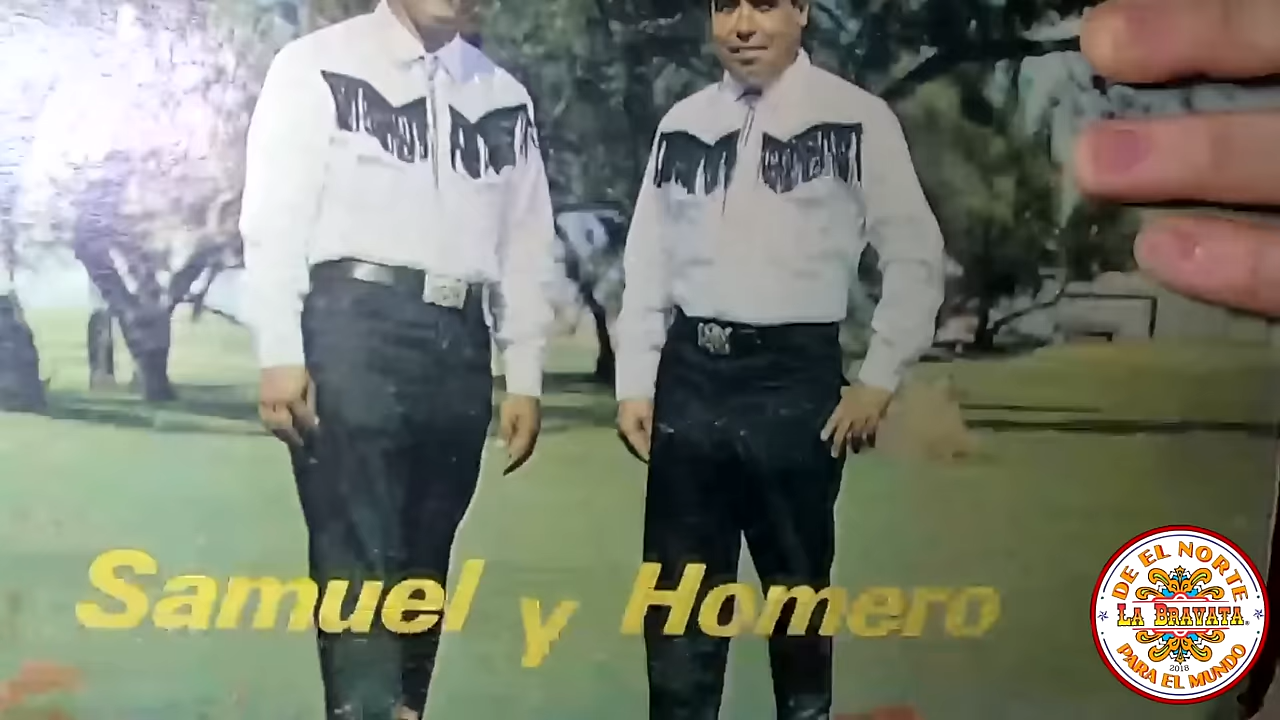 Samuel y Homero
DE EL NORTE
LA BRAVATA
2018
PARA EL MUNDO